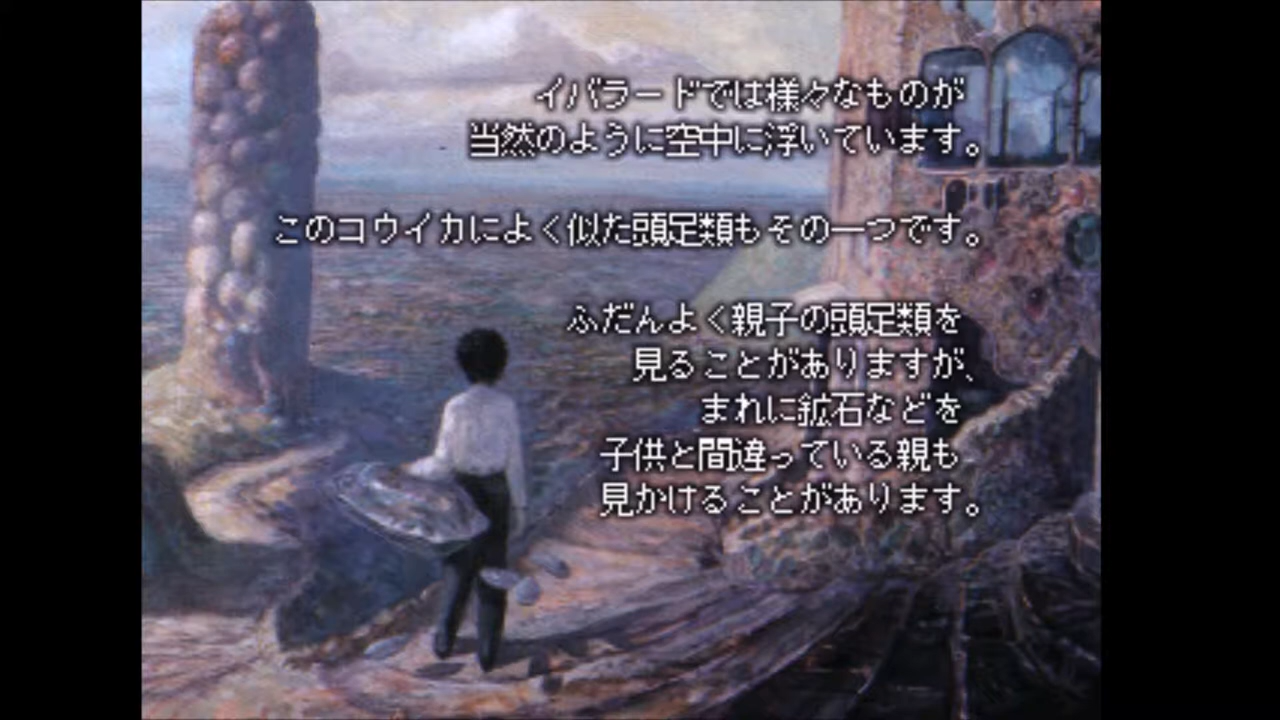 イバラードでは様々なものが
当然のように空中に浮いています。
このコウイカによく似た頭足類もその一つです。
ふだんよく親子の頭足類を
見ることがありますが、
まれに鉱石などを
子供と間違っている親も
見かけることがあります。